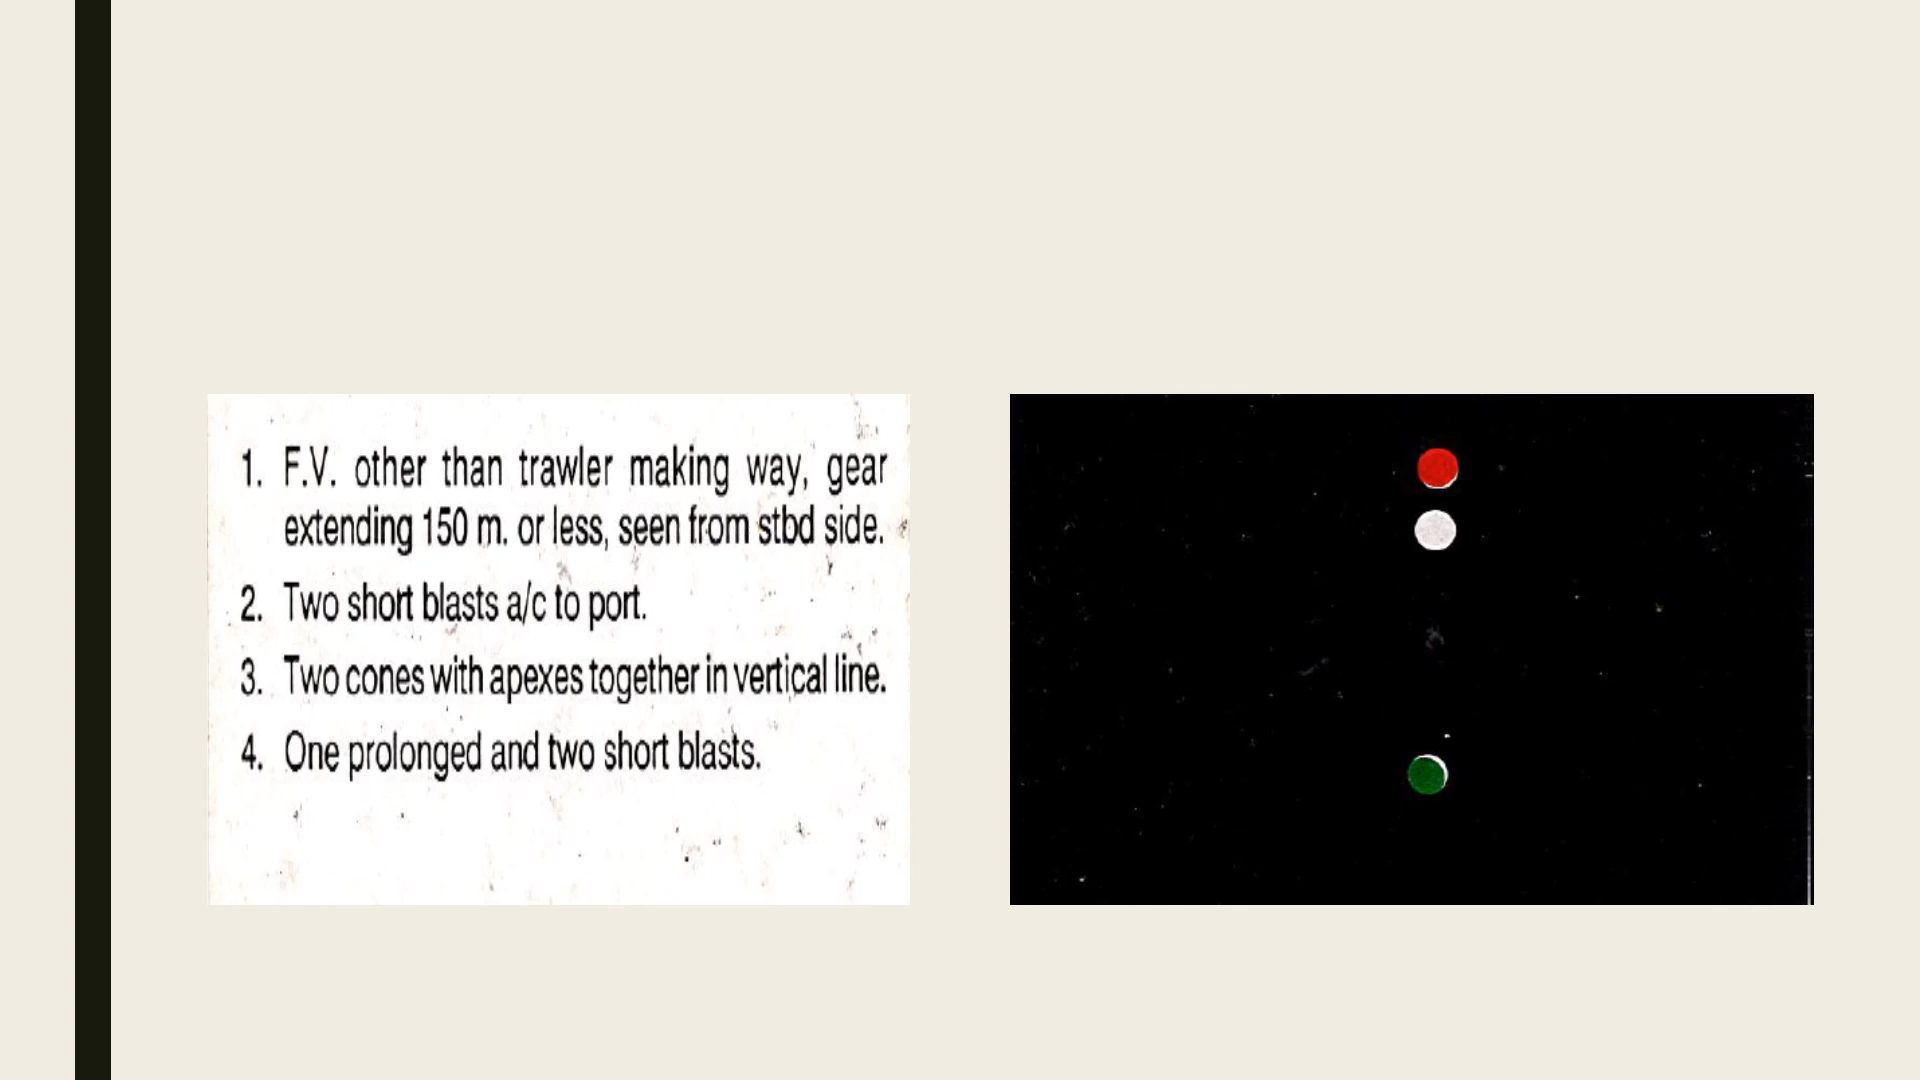 1. F.V. other than trawler making way, gear
extending 150 m. or less, seen from stbd side.
2. Two short blasts a/c to port.
3. Two cones with apexes together in vertical line.
4. One prolonged and two short blasts.